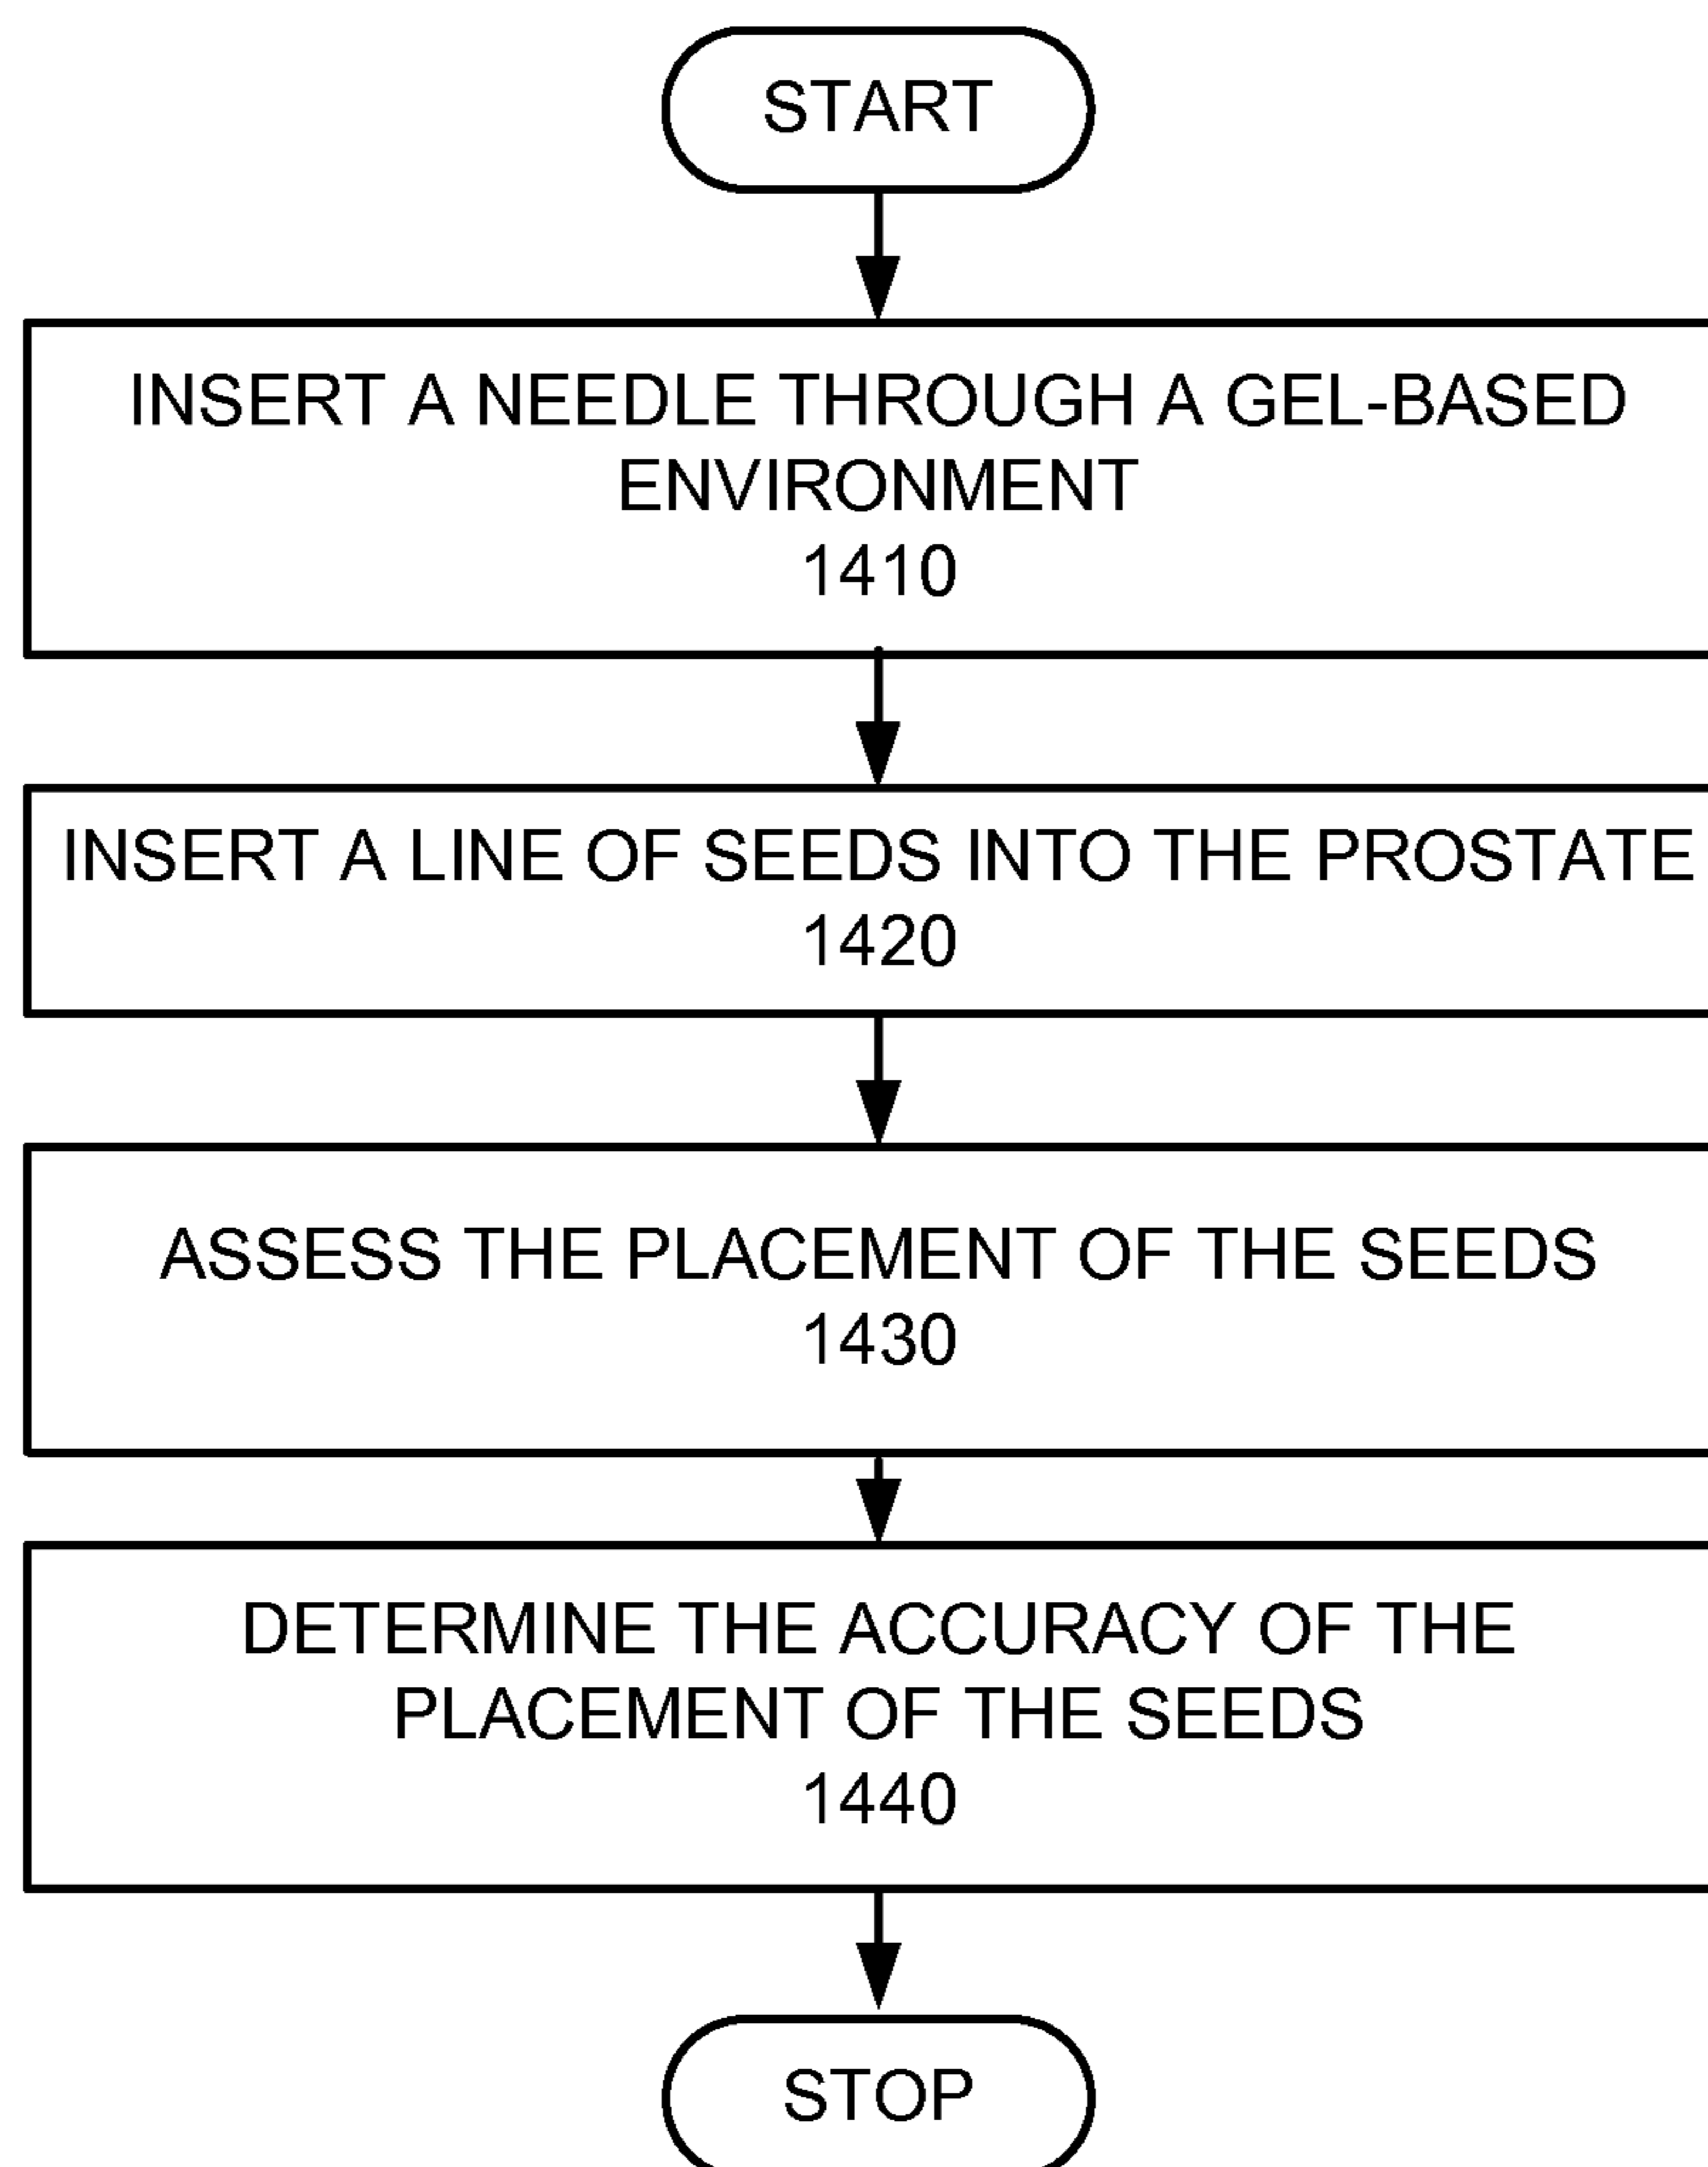 START
INSERT A NEEDLE THROUGH A GEL-BASED
ENVIRONMENT
1410
INSERT A LINE OF SEEDS INTO THE PROSTATE
1420
ASSESS THE PLACEMENT OF THE SEEDS
1430
DETERMINE THE ACCURACY OF THE
PLACEMENT OF THE SEEDS
1440
STOP